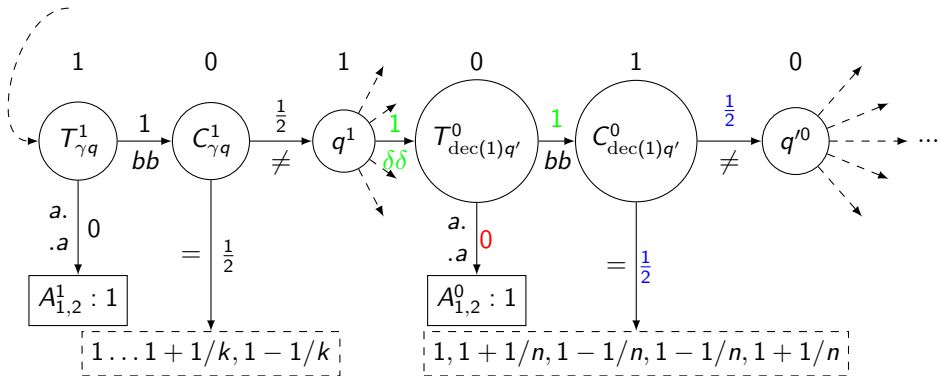 1 0 1 0 1 0
T^1_{γq} 1 bb C^1_{γq} 1/2 ≠ q^1 1 δδ T^0_{dec(1)q′} 1 bb C^0_{dec(1)q′} 1/2 ≠ q′^0 ...
a. a.
.a 0 = 1/2 .a 0 = 1/2
A^1_{1,2} : 1 A^0_{1,2} : 1
1 . . . 1 + 1/k, 1 − 1/k 1, 1 + 1/n, 1 − 1/n, 1 − 1/n, 1 + 1/n